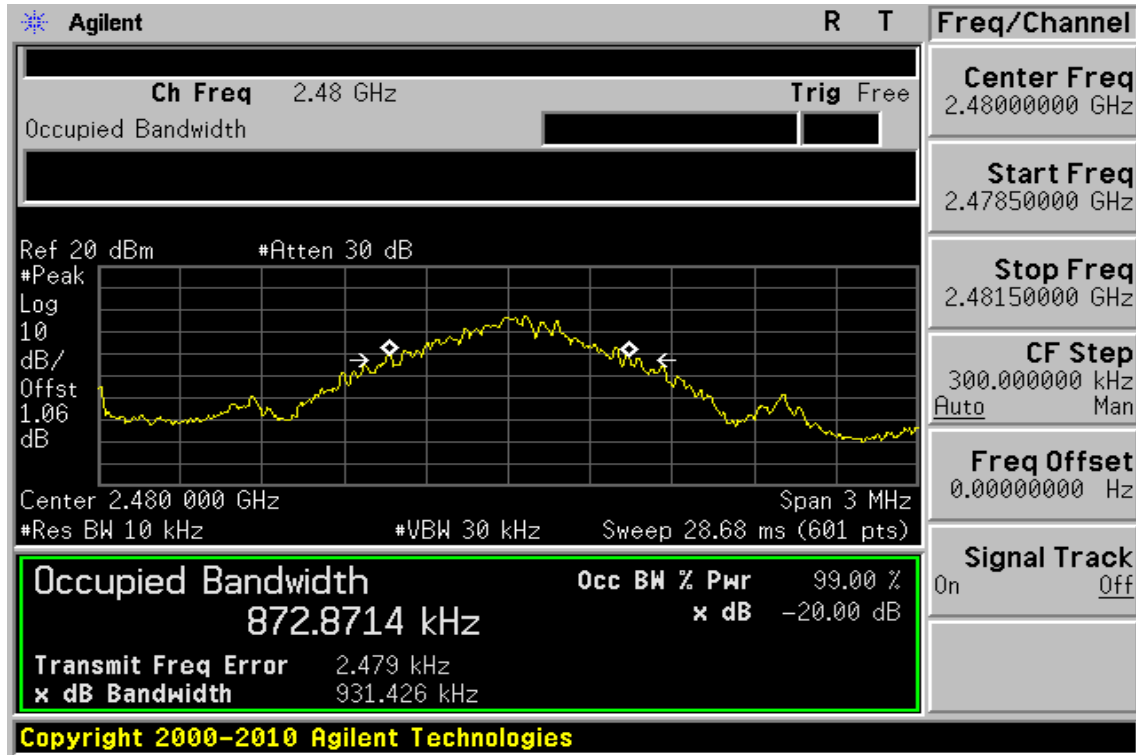 Agilent R T
Ch Freq 2.48 GHz Trig Free
Occupied Bandwidth
Ref 20 dBm #Atten 30 dB
#Peak
Log
10
dB/
Offst
1.06
dB
Center 2.480 000 GHz Span 3 MHz
#Res BW 10 kHz #VBW 30 kHz Sweep 28.68 ms (601 pts)
Occupied Bandwidth Occ BW % Pwr 99.00 %
872.8714 kHz x dB -20.00 dB
Transmit Freq Error 2.479 kHz
x dB Bandwidth 931.426 kHz
Copyright 2000-2010 Agilent Technologies
Freq/Channel
Center Freq
2.48000000 GHz
Start Freq
2.47850000 GHz
Stop Freq
2.48150000 GHz
CF Step
300.000000 kHz
Auto Man
Freq Offset
0.00000000 Hz
Signal Track
On Off